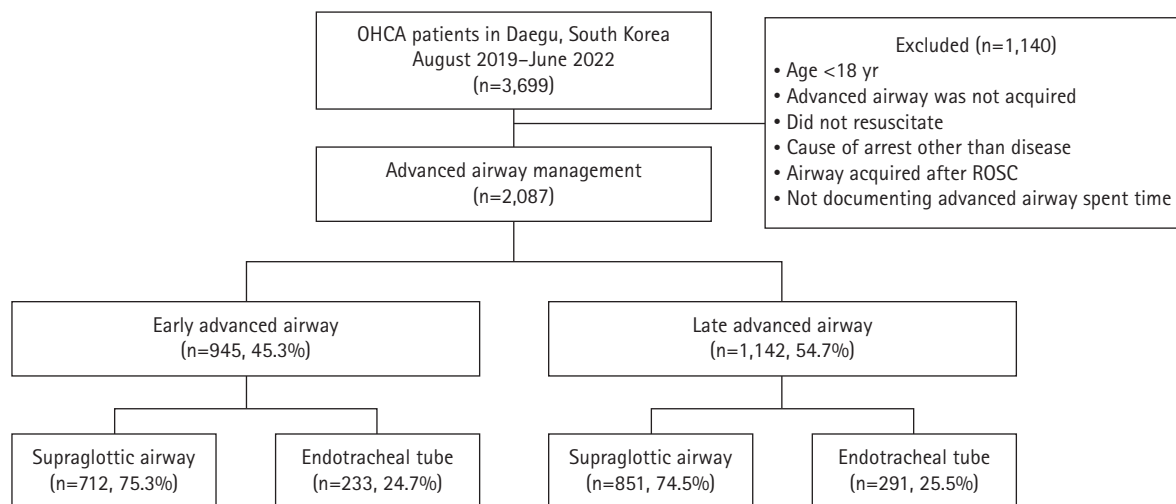 OHCA patients in Daegu, South Korea
August 2019–June 2022
(n=3,699)
Excluded (n=1,140)
• Age <18 yr
• Advanced airway was not acquired
• Did not resuscitate
• Cause of arrest other than disease
• Airway acquired after ROSC
• Not documenting advanced airway spent time
Advanced airway management
(n=2,087)
Early advanced airway
(n=945, 45.3%)
Late advanced airway
(n=1,142, 54.7%)
Supraglottic airway
(n=712, 75.3%)
Endotracheal tube
(n=233, 24.7%)
Supraglottic airway
(n=851, 74.5%)
Endotracheal tube
(n=291, 25.5%)